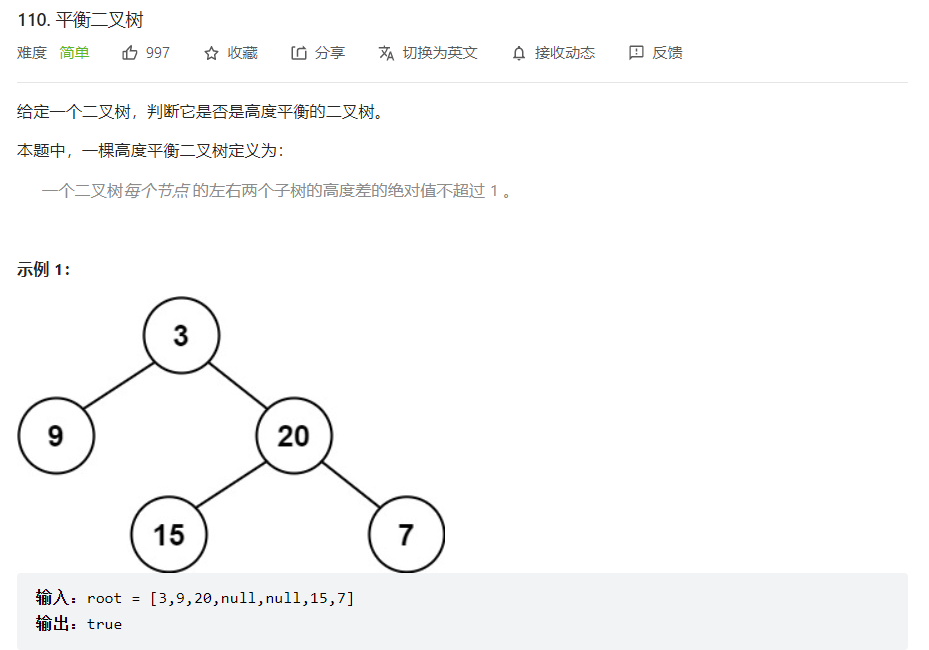 110. 平衡二叉树
难度 简单 997 收藏 分享 切换为英文 接收动态 反馈
给定一个二叉树，判断它是否是高度平衡的二叉树。
本题中，一棵高度平衡二叉树定义为：
一个二叉树每个节点 的左右两个子树的高度差的绝对值不超过 1 。
示例 1：
3
9 20
15 7
输入：root = [3,9,20,null,null,15,7]
输出：true